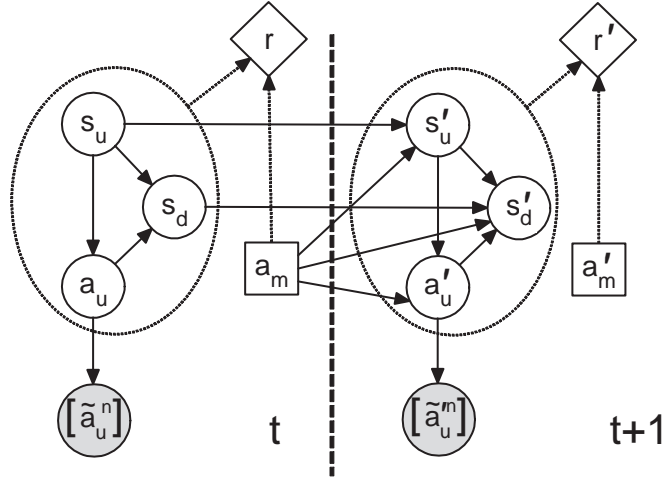 r
r′
s_u
s′_u
s_d
s′_d
a_m
a′_m
a_u
a′_u
[ã_u^n]
[ã′_u^n]
t
t+1